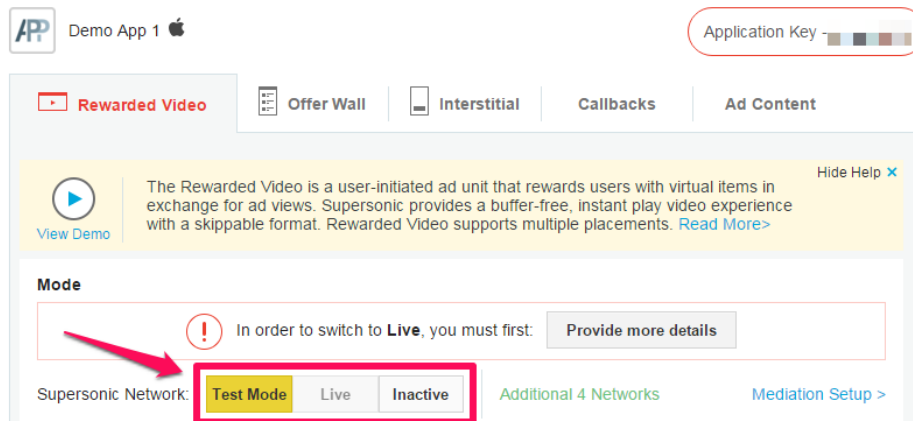 APP Demo App 1
Application Key -
Rewarded Video Offer Wall Interstitial Callbacks Ad Content
Hide Help ×
The Rewarded Video is a user-initiated ad unit that rewards users with virtual items in
exchange for ad views. Supersonic provides a buffer-free, instant play video experience
with a skippable format. Rewarded Video supports multiple placements. Read More>
View Demo
Mode
! In order to switch to Live, you must first: Provide more details
Supersonic Network: Test Mode Live Inactive Additional 4 Networks Mediation Setup >